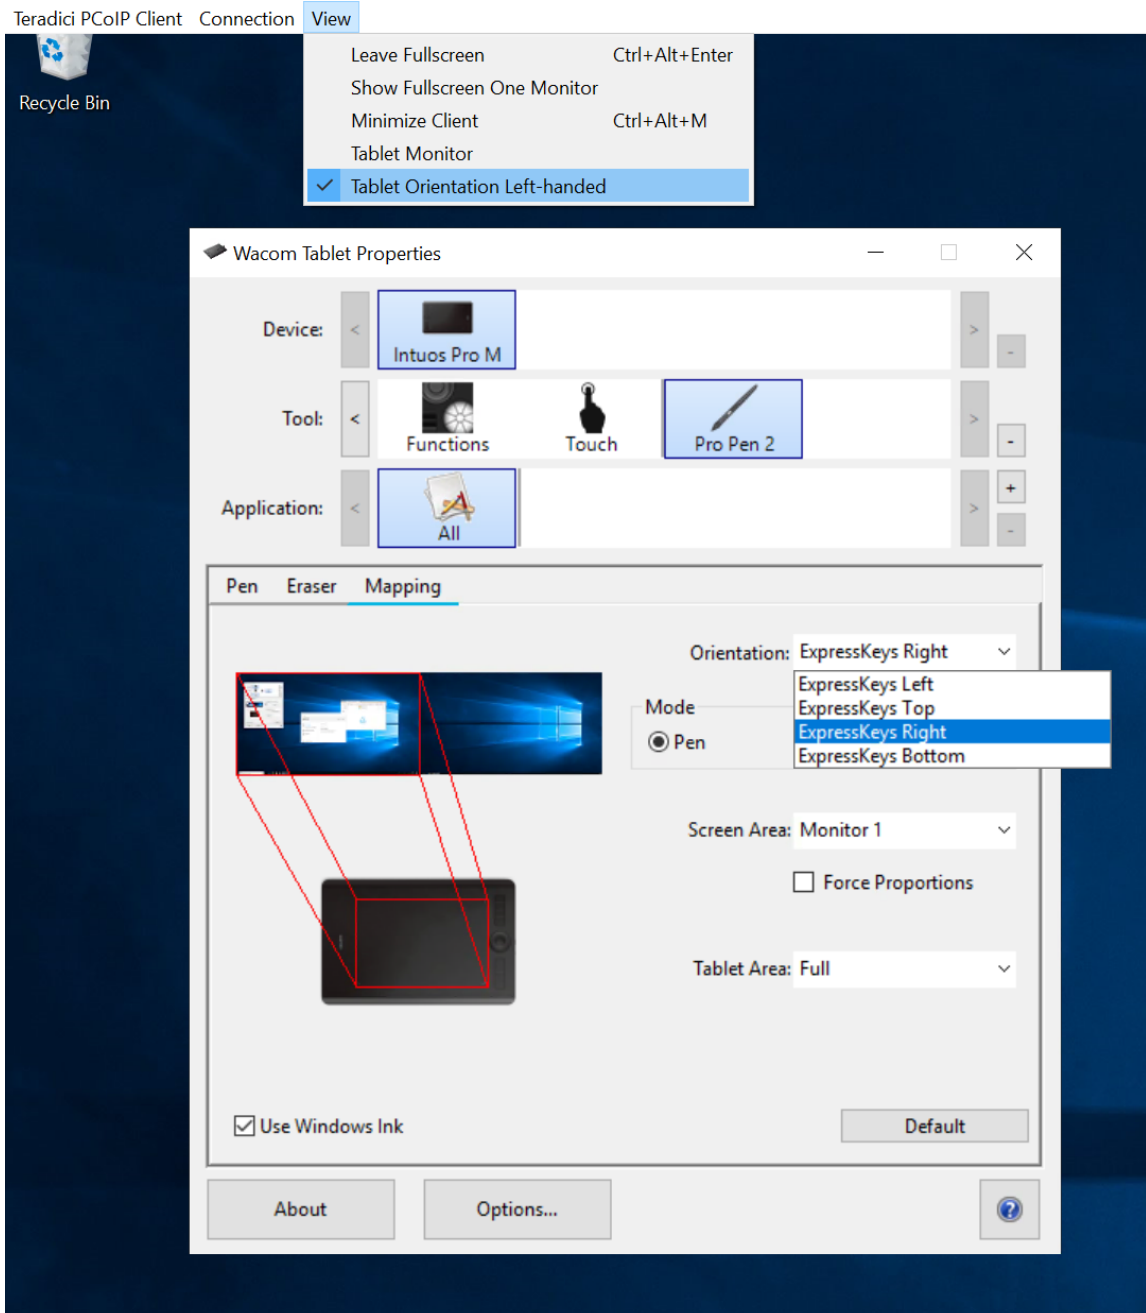 Teradici PCoIP Client Connection View
Leave Fullscreen Ctrl+Alt+Enter
Show Fullscreen One Monitor
Minimize Client Ctrl+Alt+M
Tablet Monitor
Tablet Orientation Left-handed
Recycle Bin
Wacom Tablet Properties
Device: < Intuos Pro M > -
Tool: < Functions Touch Pro Pen 2 > -
Application: < All > + -
Pen Eraser Mapping
Orientation: ExpressKeys Right
ExpressKeys Left
ExpressKeys Top
ExpressKeys Right
ExpressKeys Bottom
Mode
Pen
Screen Area: Monitor 1
Force Proportions
Tablet Area: Full
Use Windows Ink
Default
About Options... ?